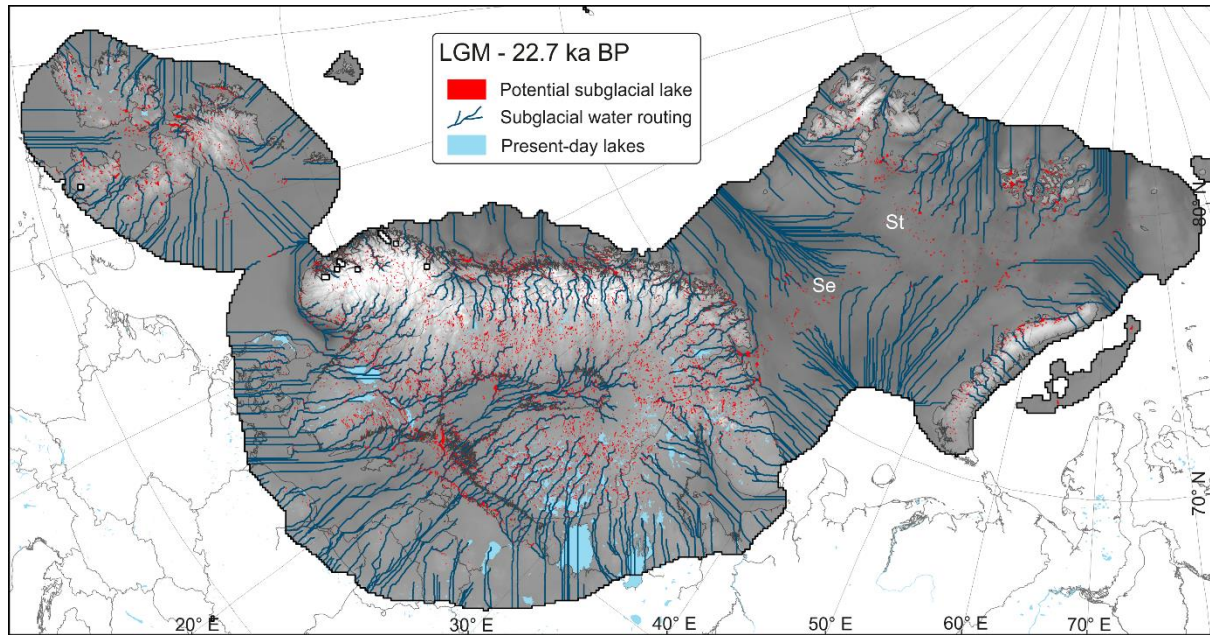 LGM - 22.7 ka BP
Potential subglacial lake
Subglacial water routing
Present-day lakes
St
Se
80° N
70° N
20° E
30° E
40° E
50° E
60° E
70° E